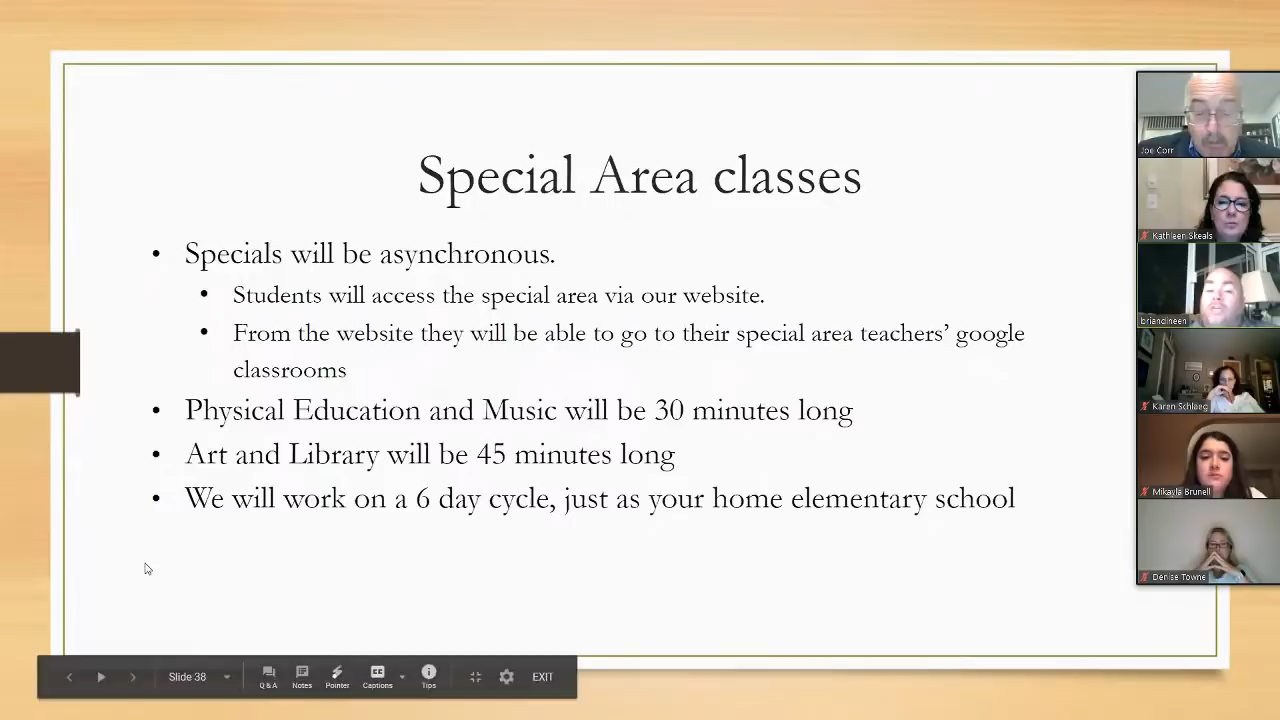 Special Area classes
• Specials will be asynchronous.
• Students will access the special area via our website.
• From the website they will be able to go to their special area teachers’ google
classrooms
• Physical Education and Music will be 30 minutes long
• Art and Library will be 45 minutes long
• We will work on a 6 day cycle, just as your home elementary school
Joe Corr
Kathleen Skeals
briandineen
Karen Schlaeg
Mikayla Brunell
Denise Towne
Slide 38
Q & A
Notes
Pointer
CC
Captions
Tips
EXIT